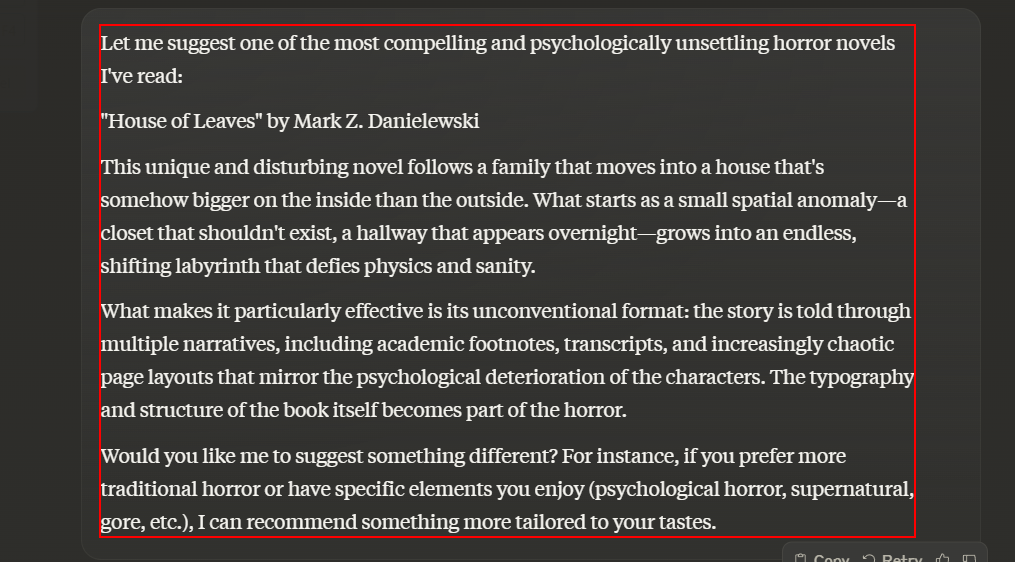 Let me suggest one of the most compelling and psychologically unsettling horror novels
I've read:
"House of Leaves" by Mark Z. Danielewski
This unique and disturbing novel follows a family that moves into a house that's
somehow bigger on the inside than the outside. What starts as a small spatial anomaly—a
closet that shouldn't exist, a hallway that appears overnight—grows into an endless,
shifting labyrinth that defies physics and sanity.
What makes it particularly effective is its unconventional format: the story is told through
multiple narratives, including academic footnotes, transcripts, and increasingly chaotic
page layouts that mirror the psychological deterioration of the characters. The typography
and structure of the book itself becomes part of the horror.
Would you like me to suggest something different? For instance, if you prefer more
traditional horror or have specific elements you enjoy (psychological horror, supernatural,
gore, etc.), I can recommend something more tailored to your tastes.
Copy Retry